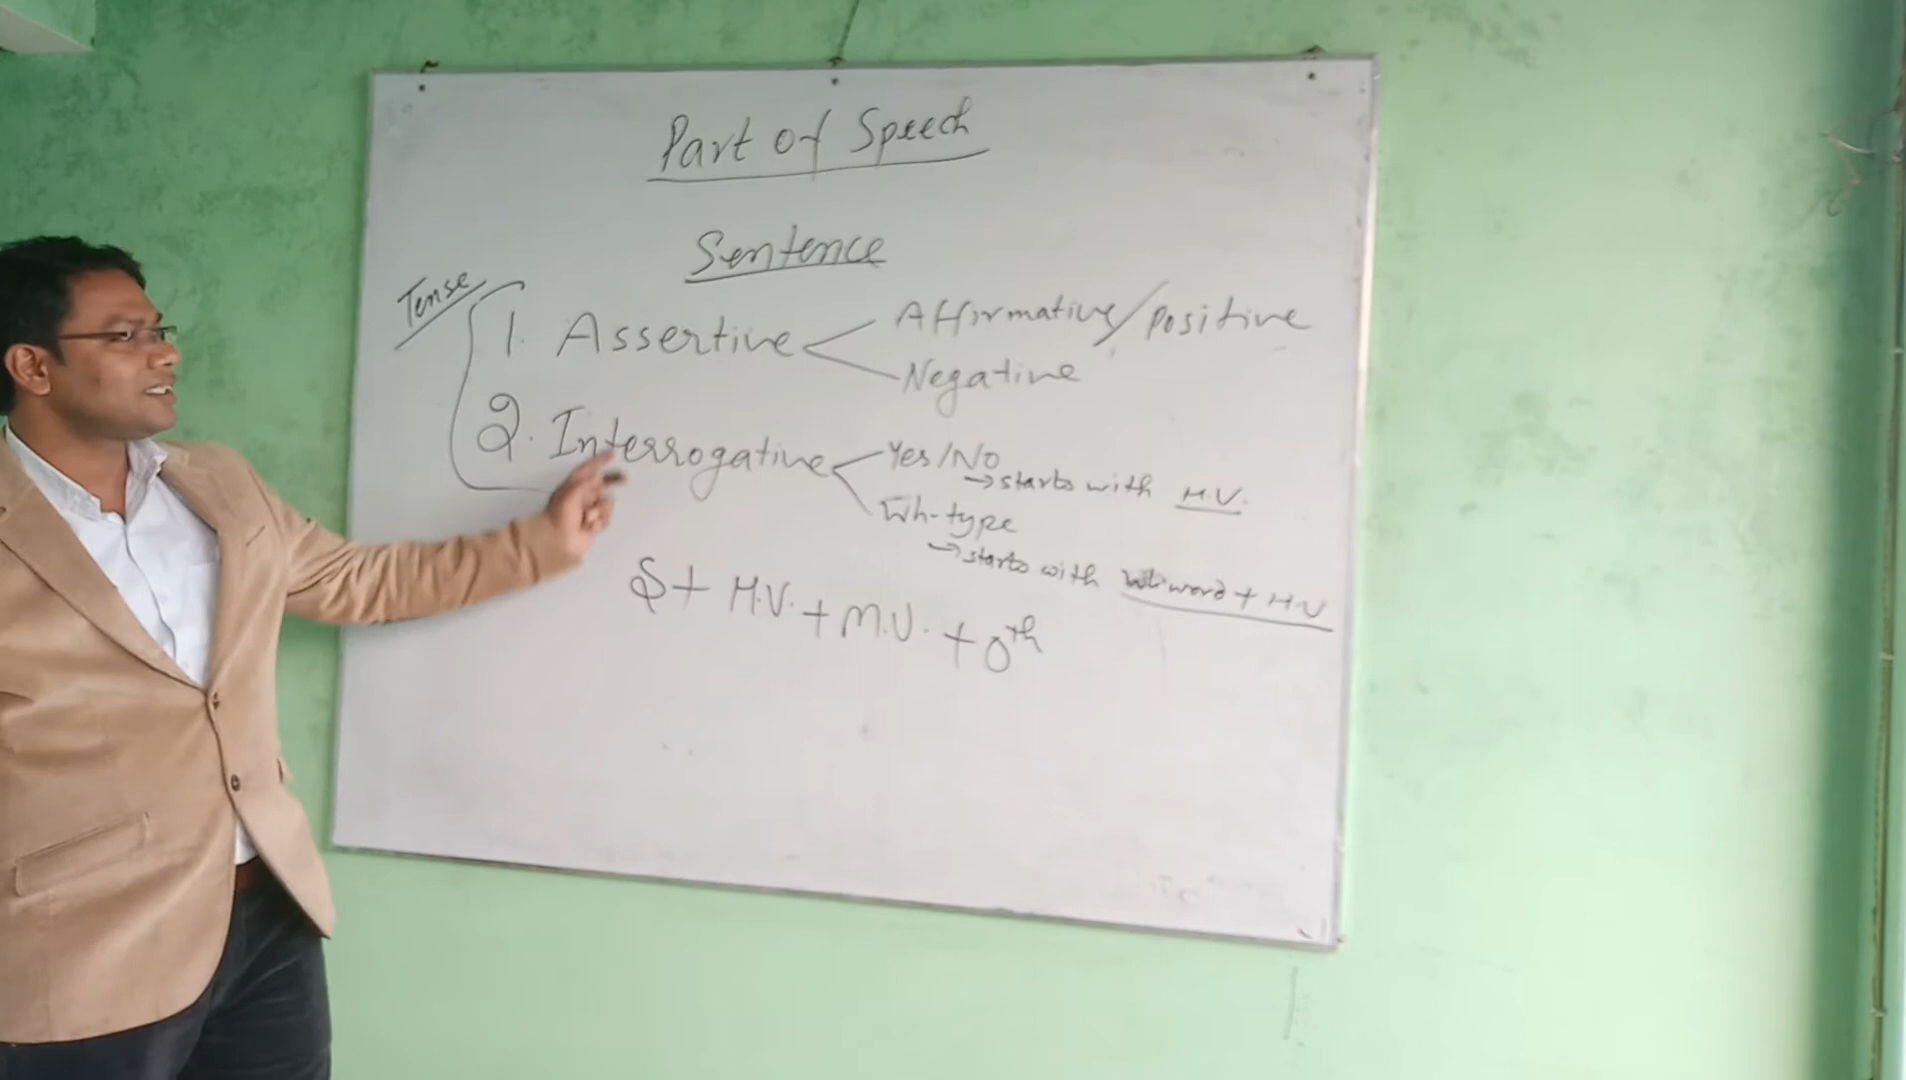 Part of Speech
Sentence
Tense
1. Assertive
Affirmative/Positive
Negative
2. Interrogative
Yes/No
→ starts with H.V.
Wh-type
→ starts with Wh word + H.V
S + H.V. + M.V. + Oth